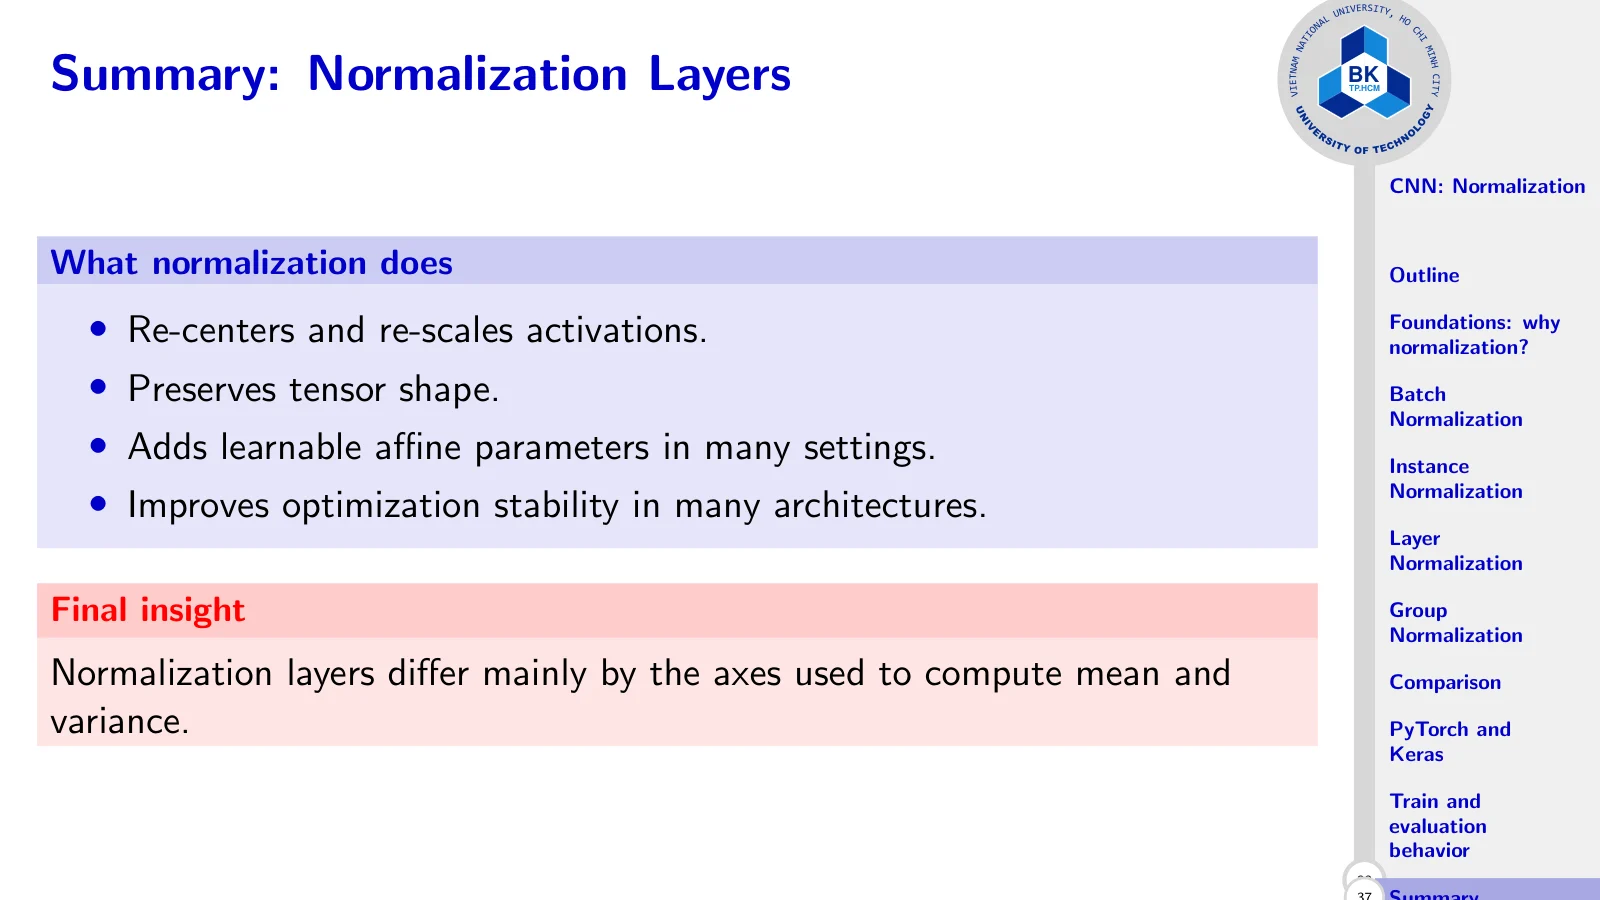 Summary: Normalization Layers
What normalization does
• Re-centers and re-scales activations.
• Preserves tensor shape.
• Adds learnable affine parameters in many settings.
• Improves optimization stability in many architectures.
Final insight
Normalization layers differ mainly by the axes used to compute mean and
variance.
VIETNAM NATIONAL UNIVERSITY, HO CHI MINH CITY
BK
TP.HCM
UNIVERSITY OF TECHNOLOGY
CNN: Normalization
Outline
Foundations: why
normalization?
Batch
Normalization
Instance
Normalization
Layer
Normalization
Group
Normalization
Comparison
PyTorch and
Keras
Train and
evaluation
behavior
Summary
37